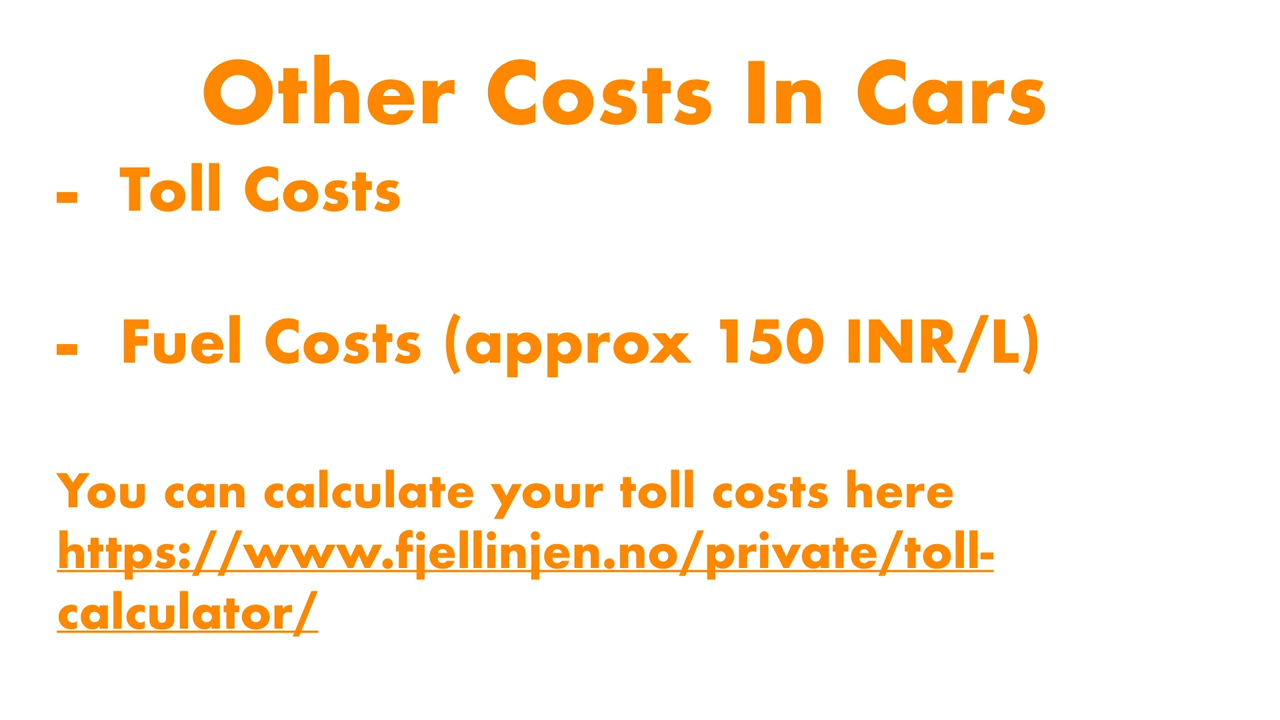 Other Costs In Cars
- Toll Costs
- Fuel Costs (approx 150 INR/L)
You can calculate your toll costs here
https://www.fjellinjen.no/private/toll-
calculator/